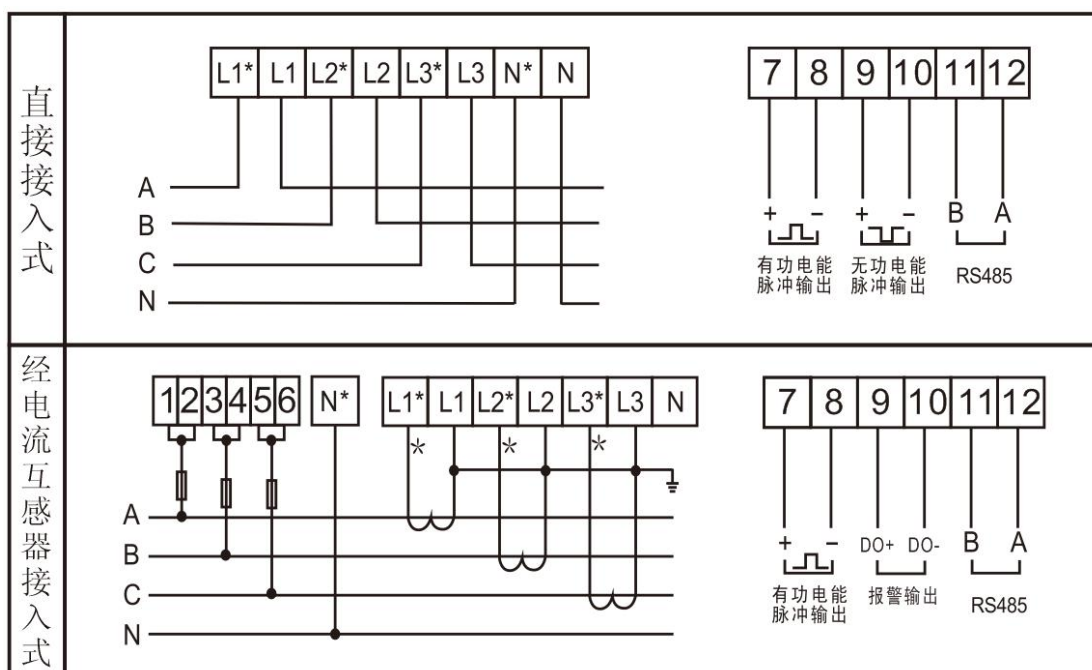 直接接入式
L1* L1 L2* L2 L3* L3 N* N
7 8 9 10 11 12
A
B
C
N
+ - + - B A
有功电能
脉冲输出
无功电能
脉冲输出
RS485
经电流互感器接入式
1 2 3 4 5 6 N* L1* L1 L2* L2 L3* L3 N
7 8 9 10 11 12
* * *
A
B
C
N
+ - DO+ DO- B A
有功电能
脉冲输出
报警输出
RS485